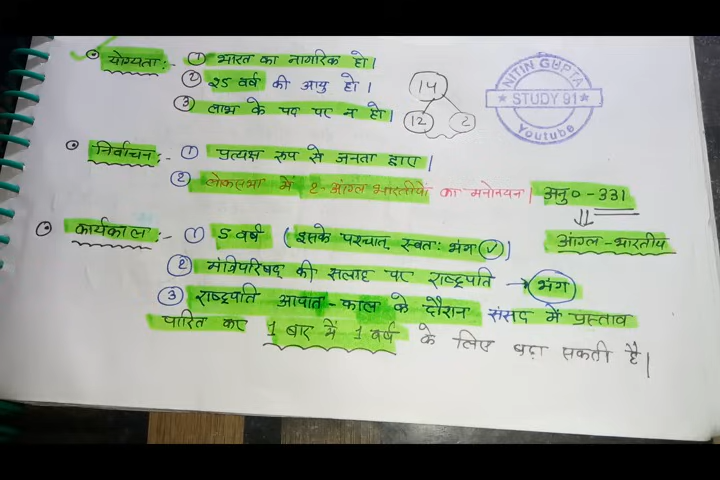 योग्यता :- ① भारत का नागरिक हो।
② 25 वर्ष की आयु हो।
③ लाभ के पद पर न हो।
14
12 2
NITIN GUPTA
STUDY 91
Youtube
निर्वाचन :- ① प्रत्यक्ष रुप से जनता द्वारा।
② लोकसभा में 2 आंग्ल भारतीयों का मनोनयन। अनु० - 331
आंग्ल-भारतीय
कार्यकाल :- ① 5 वर्ष (इसके पश्चात् स्वतः भंग ✓)
② मंत्रिपरिषद की सलाह पर राष्ट्रपति → भंग
③ राष्ट्रपति आपात-काल के दौरान संसद में प्रस्ताव
पारित कर 1 बार में 1 वर्ष के लिए बढ़ा सकती है।